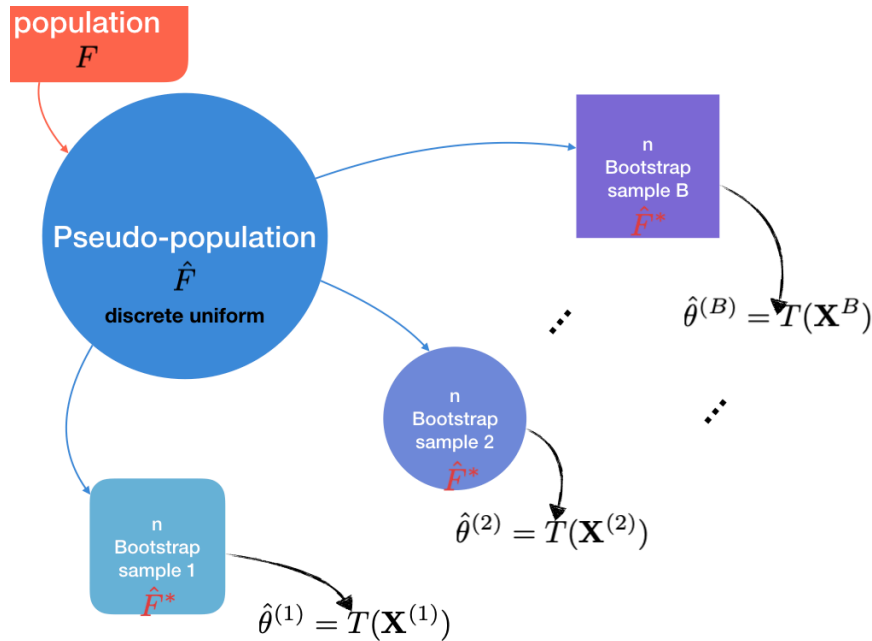 population
F
Pseudo-population
F̂
discrete uniform
n
Bootstrap
sample B
F̂*
θ̂^(B) = T(X^B)
n
Bootstrap
sample 2
F̂*
θ̂^(2) = T(X^(2))
n
Bootstrap
sample 1
F̂*
θ̂^(1) = T(X^(1))